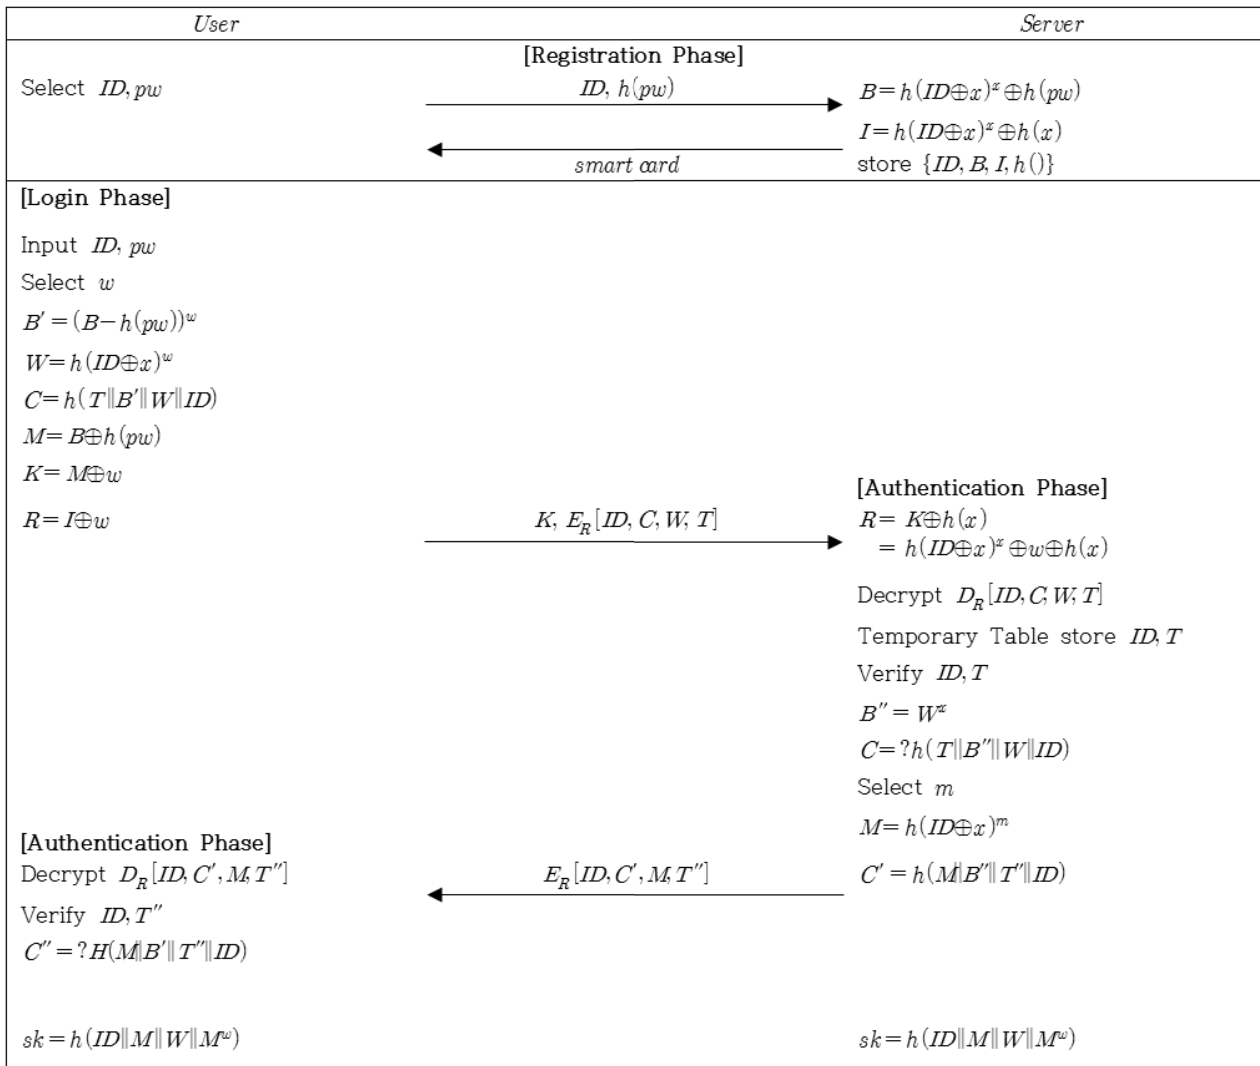 User Server
[Registration Phase]
Select ID, pw ID, h(pw) B=h(ID⊕x)ˣ⊕h(pw)
I=h(ID⊕x)ˣ⊕h(x)
smart card store {ID, B, I, h()}
[Login Phase]
Input ID, pw
Select w
B′=(B−h(pw))ʷ
W=h(ID⊕x)ʷ
C=h(T‖B′‖W‖ID)
M=B⊕h(pw)
K=M⊕w
[Authentication Phase]
R=I⊕w K, E_R[ID, C, W, T] R= K⊕h(x)
= h(ID⊕x)ˣ⊕w⊕h(x)
Decrypt D_R[ID, C, W, T]
Temporary Table store ID, T
Verify ID, T
B″=Wˣ
C=?h(T‖B″‖W‖ID)
Select m
M=h(ID⊕x)ᵐ
[Authentication Phase]
Decrypt D_R[ID, C′, M, T″] E_R[ID, C′, M, T″] C′=h(M‖B″‖T″‖ID)
Verify ID, T″
C″=?H(M‖B′‖T″‖ID)
sk=h(ID‖M‖W‖Mʷ) sk=h(ID‖M‖W‖Mʷ)